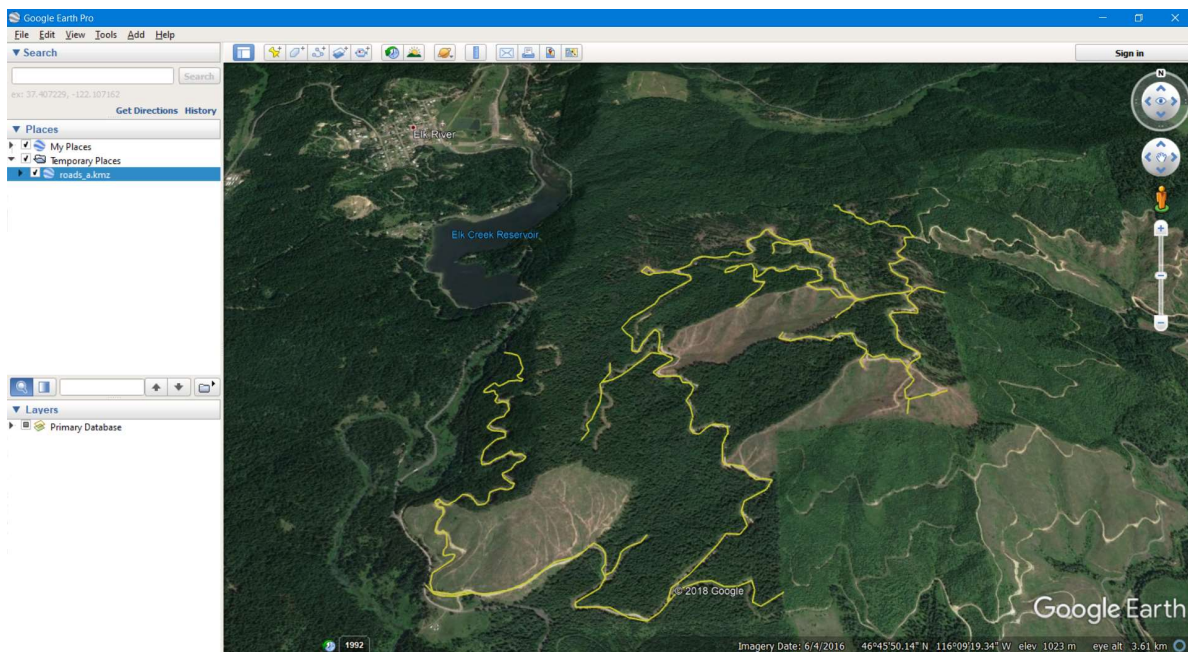 Google Earth Pro
File Edit View Tools Add Help
Search
Sign in
Search
ex: 37.407229, -122.107162
Get Directions History
Places
My Places
Temporary Places
roads_a.kmz
Layers
Primary Database
N
Elk River
Elk Creek Reservoir
© 2018 Google
Google Earth
1992
Imagery Date: 6/4/2016 46°45'50.14" N 116°09'19.34" W elev 1023 m eye alt 3.61 km